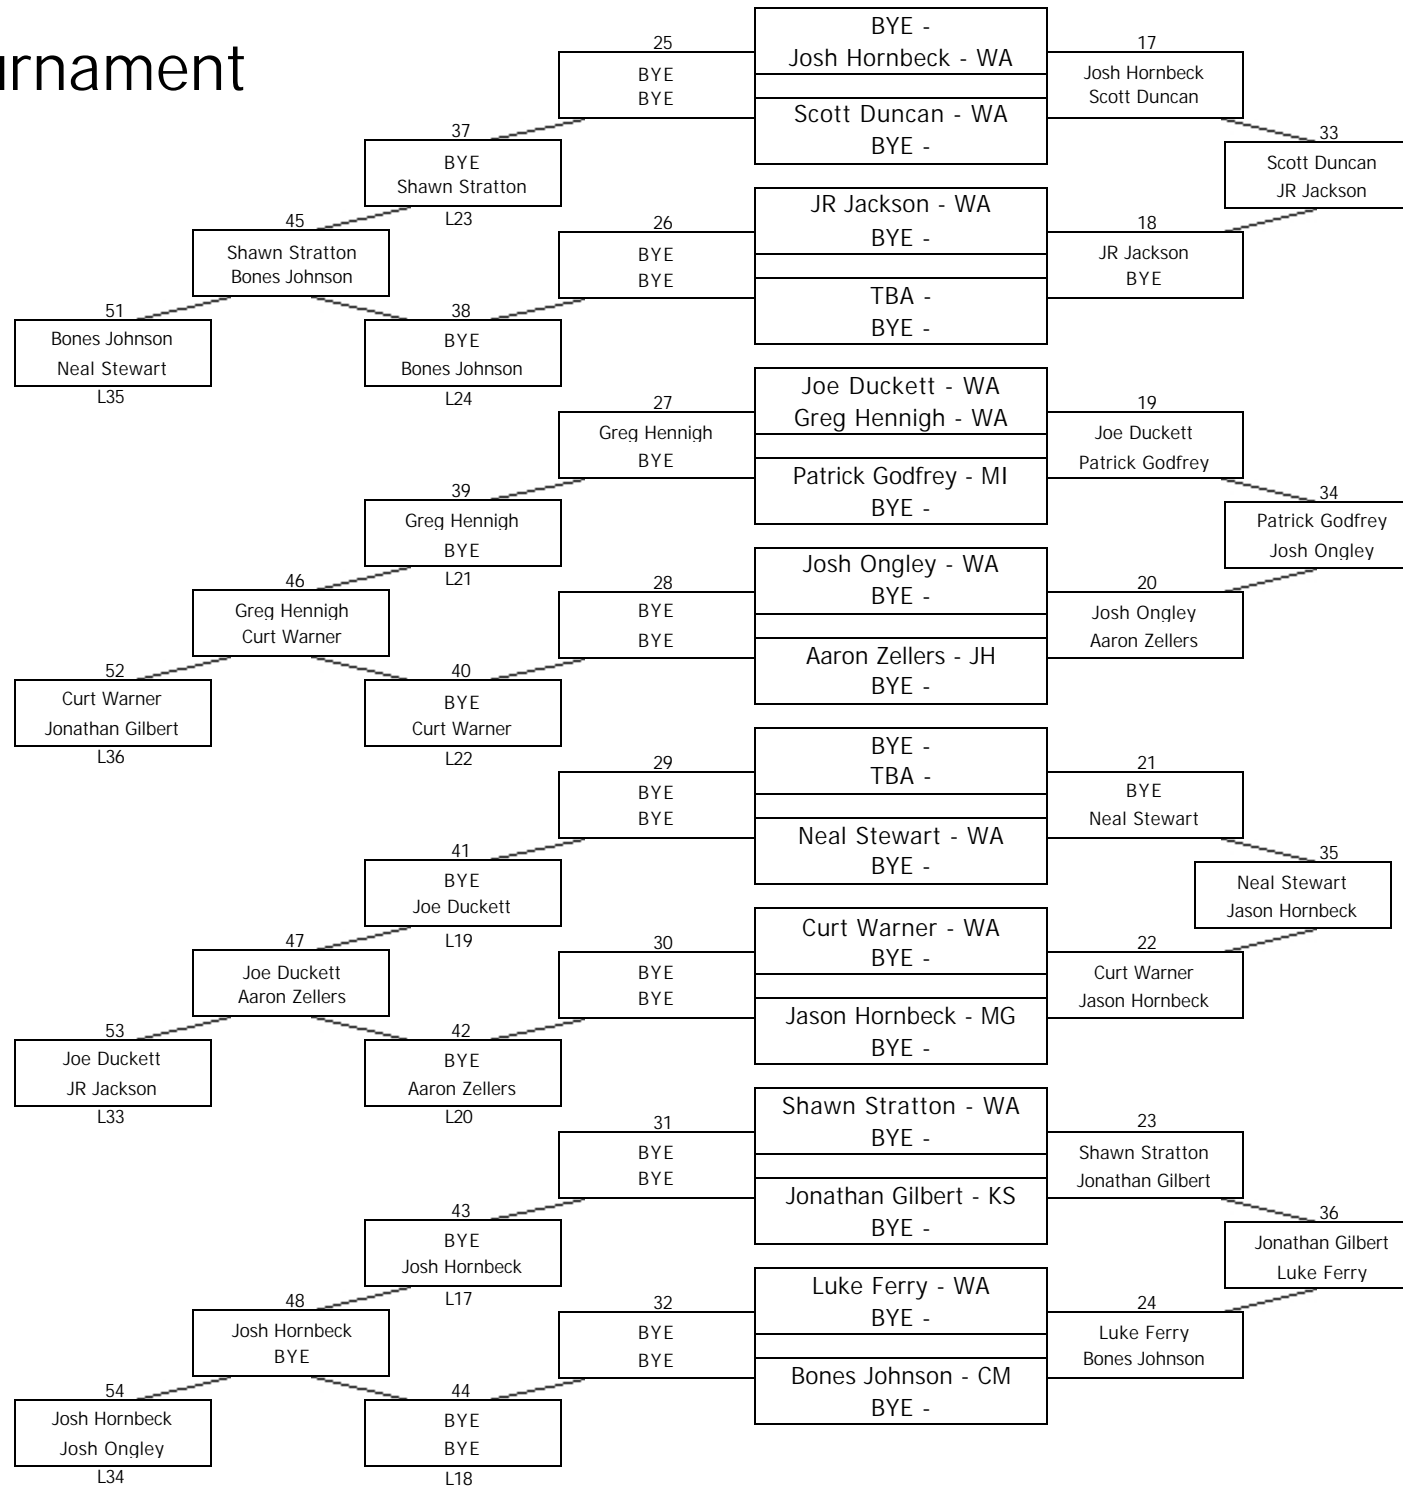 urnament
25
BYE
BYE
BYE -
Josh Hornbeck - WA
Scott Duncan - WA
BYE -
17
Josh Hornbeck
Scott Duncan
37
BYE
Shawn Stratton
L23
33
Scott Duncan
JR Jackson
45
Shawn Stratton
Bones Johnson
26
BYE
BYE
JR Jackson - WA
BYE -
TBA -
BYE -
18
JR Jackson
BYE
51
Bones Johnson
Neal Stewart
L35
38
BYE
Bones Johnson
L24
27
Greg Hennigh
BYE
Joe Duckett - WA
Greg Hennigh - WA
Patrick Godfrey - MI
BYE -
19
Joe Duckett
Patrick Godfrey
39
Greg Hennigh
BYE
L21
34
Patrick Godfrey
Josh Ongley
46
Greg Hennigh
Curt Warner
28
BYE
BYE
Josh Ongley - WA
BYE -
Aaron Zellers - JH
BYE -
20
Josh Ongley
Aaron Zellers
52
Curt Warner
Jonathan Gilbert
L36
40
BYE
Curt Warner
L22
29
BYE
BYE
BYE -
TBA -
Neal Stewart - WA
BYE -
21
BYE
Neal Stewart
41
BYE
Joe Duckett
L19
35
Neal Stewart
Jason Hornbeck
47
Joe Duckett
Aaron Zellers
30
BYE
BYE
Curt Warner - WA
BYE -
Jason Hornbeck - MG
BYE -
22
Curt Warner
Jason Hornbeck
53
Joe Duckett
JR Jackson
L33
42
BYE
Aaron Zellers
L20
31
BYE
BYE
Shawn Stratton - WA
BYE -
Jonathan Gilbert - KS
BYE -
23
Shawn Stratton
Jonathan Gilbert
43
BYE
Josh Hornbeck
L17
36
Jonathan Gilbert
Luke Ferry
48
Josh Hornbeck
BYE
32
BYE
BYE
Luke Ferry - WA
BYE -
Bones Johnson - CM
BYE -
24
Luke Ferry
Bones Johnson
54
Josh Hornbeck
Josh Ongley
L34
44
BYE
BYE
L18